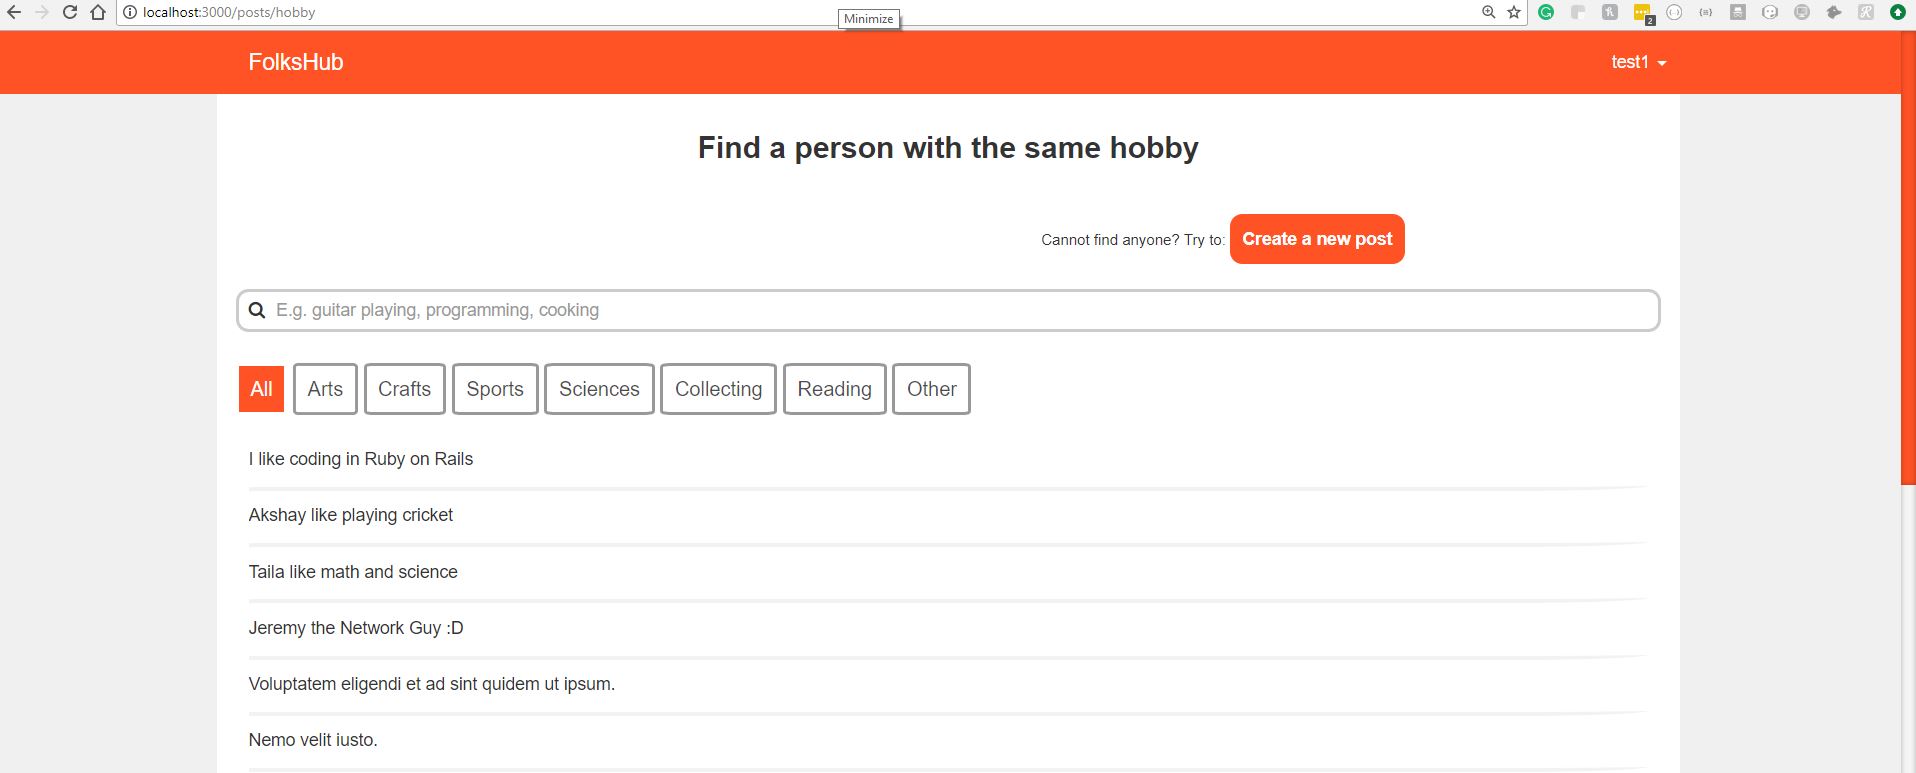 localhost:3000/posts/hobby
Minimize
2
FolksHub
test1
Find a person with the same hobby
Cannot find anyone? Try to: Create a new post
E.g. guitar playing, programming, cooking
All Arts Crafts Sports Sciences Collecting Reading Other
I like coding in Ruby on Rails
Akshay like playing cricket
Taila like math and science
Jeremy the Network Guy :D
Voluptatem eligendi et ad sint quidem ut ipsum.
Nemo velit iusto.